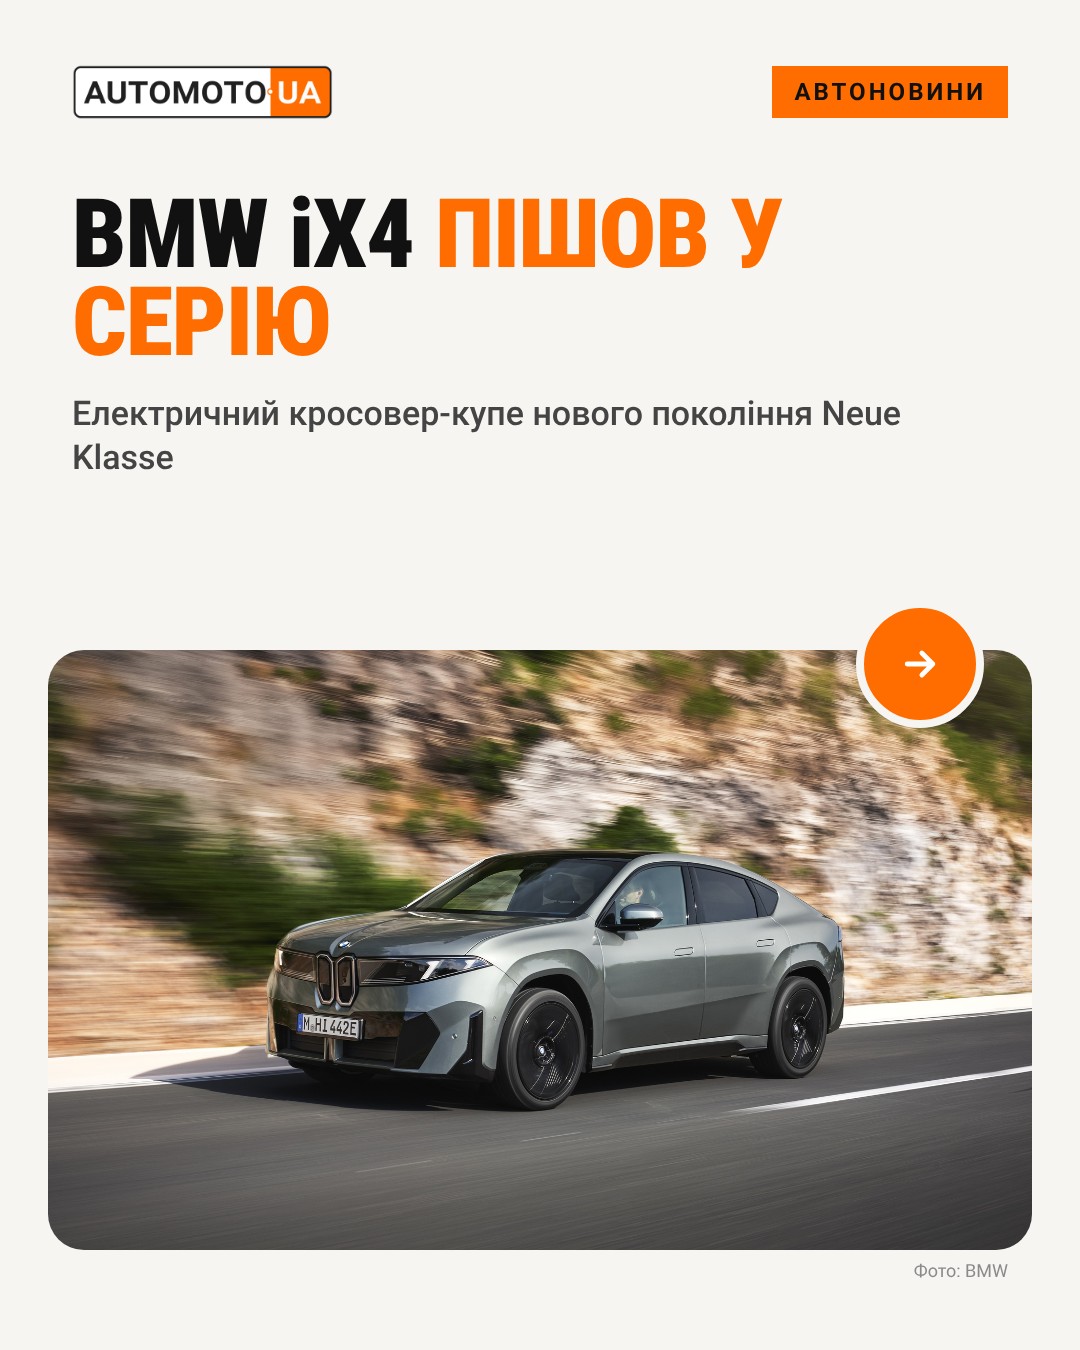 AUTOMOTO UA
АВТОНОВИНИ
BMW iX4 ПІШОВ У
СЕРІЮ
Електричний кросовер-купе нового покоління Neue
Klasse
M HI 442E
Фото: BMW